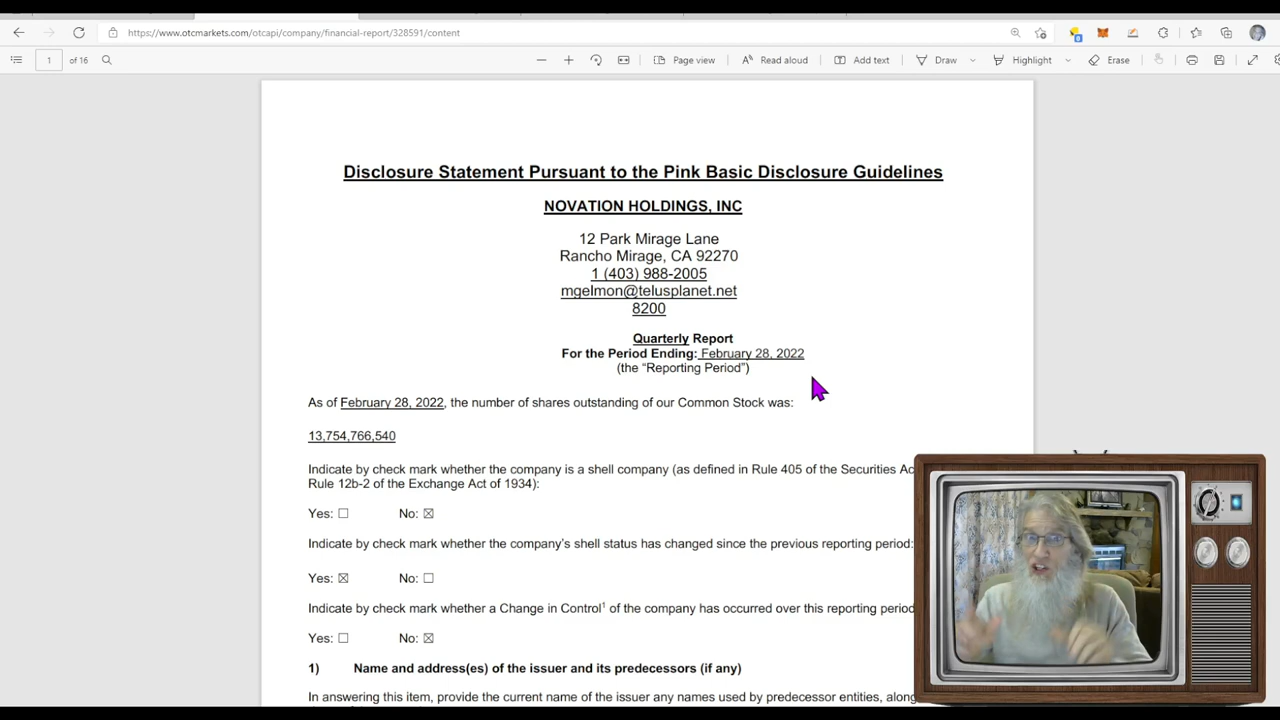 https://www.otcmarkets.com/otcapi/company/financial-report/328591/content
1 of 16 Page view Read aloud Add text Draw Highlight Erase
Disclosure Statement Pursuant to the Pink Basic Disclosure Guidelines
NOVATION HOLDINGS, INC
12 Park Mirage Lane
Rancho Mirage, CA 92270
1 (403) 988-2005
mgelmon@telusplanet.net
8200
Quarterly Report
For the Period Ending: February 28, 2022
(the “Reporting Period”)
As of February 28, 2022, the number of shares outstanding of our Common Stock was:
13,754,766,540
Indicate by check mark whether the company is a shell company (as defined in Rule 405 of the Securities Ac
Rule 12b-2 of the Exchange Act of 1934):
Yes: ☐ No: ☒
Indicate by check mark whether the company’s shell status has changed since the previous reporting period:
Yes: ☒ No: ☐
Indicate by check mark whether a Change in Control1 of the company has occurred over this reporting period
Yes: ☐ No: ☒
1) Name and address(es) of the issuer and its predecessors (if any)
In answering this item, provide the current name of the issuer any names used by predecessor entities, along